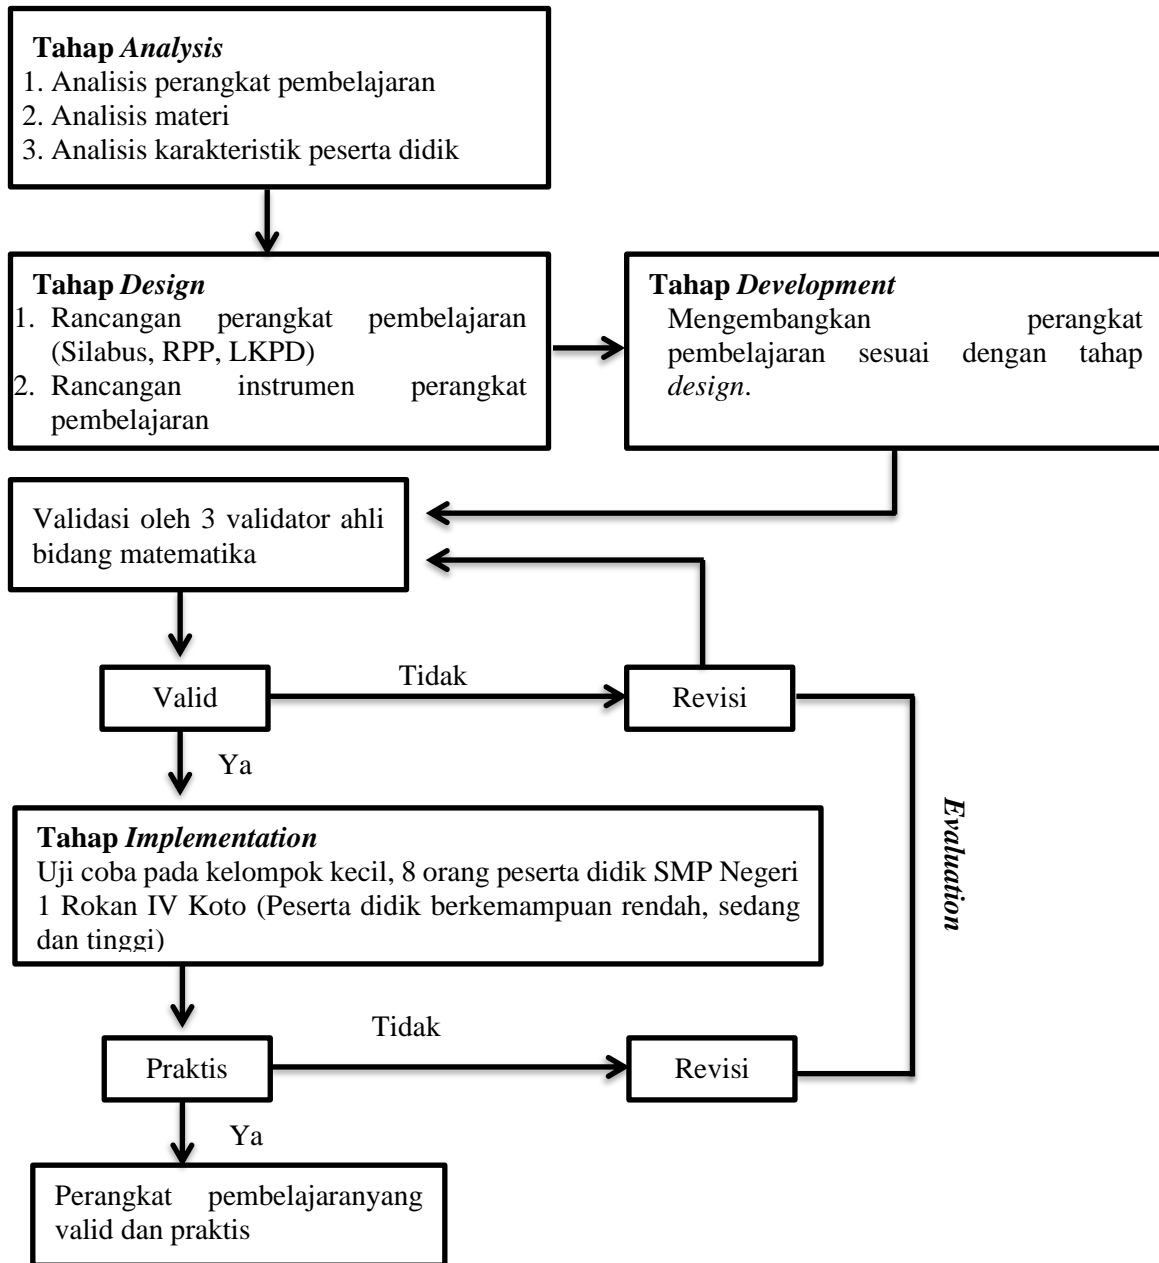 Tahap Analysis
1. Analisis perangkat pembelajaran
2. Analisis materi
3. Analisis karakteristik peserta didik
Tahap Design
1. Rancangan perangkat pembelajaran
(Silabus, RPP, LKPD)
2. Rancangan instrumen perangkat
pembelajaran
Tahap Development
Mengembangkan perangkat
pembelajaran sesuai dengan tahap
design.
Validasi oleh 3 validator ahli
bidang matematika
Valid
Tidak
Revisi
Ya
Tahap Implementation
Uji coba pada kelompok kecil, 8 orang peserta didik SMP Negeri
1 Rokan IV Koto (Peserta didik berkemampuan rendah, sedang
dan tinggi)
Evaluation
Praktis
Tidak
Revisi
Ya
Perangkat pembelajaranyang
valid dan praktis